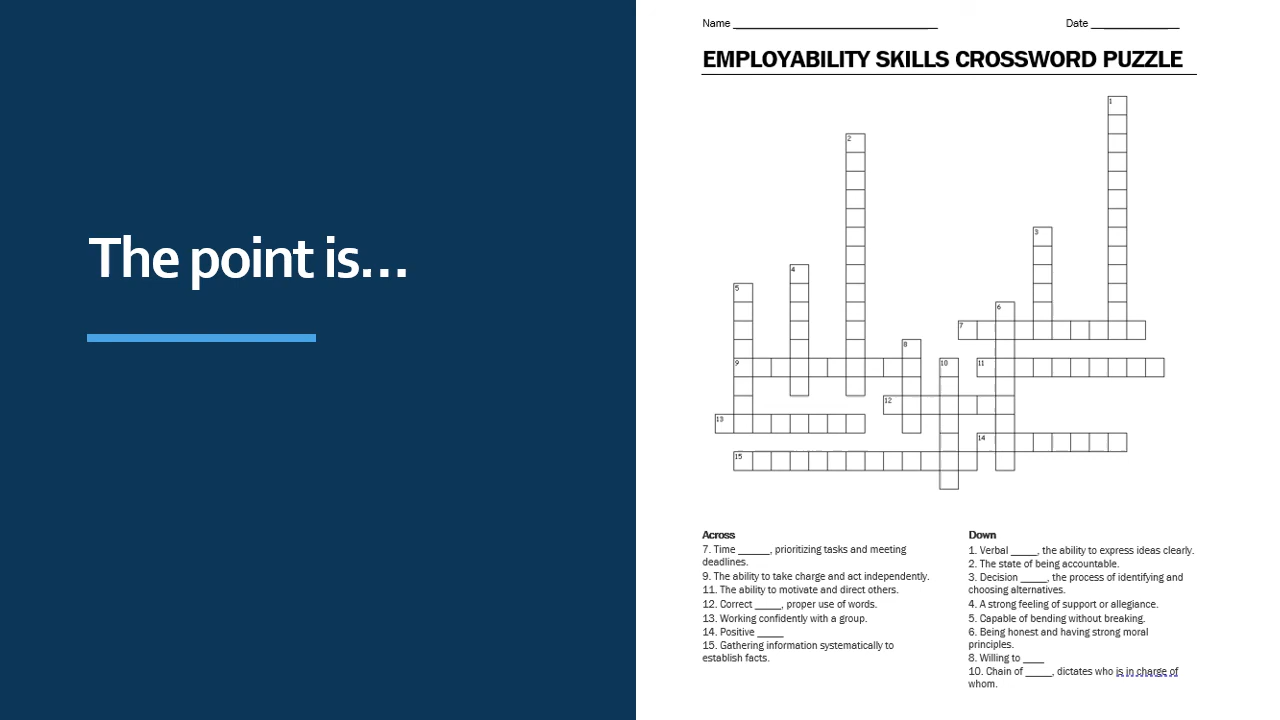 The point is...
Name ______________________________ Date ______________
EMPLOYABILITY SKILLS CROSSWORD PUZZLE
1
2
3
4
5
6
7
8
9
10
11
12
13
14
15
Across
7. Time ______, prioritizing tasks and meeting
deadlines.
9. The ability to take charge and act independently.
11. The ability to motivate and direct others.
12. Correct _____, proper use of words.
13. Working confidently with a group.
14. Positive _____
15. Gathering information systematically to
establish facts.
Down
1. Verbal _____, the ability to express ideas clearly.
2. The state of being accountable.
3. Decision _____, the process of identifying and
choosing alternatives.
4. A strong feeling of support or allegiance.
5. Capable of bending without breaking.
6. Being honest and having strong moral
principles.
8. Willing to ____
10. Chain of _____, dictates who is in charge of
whom.